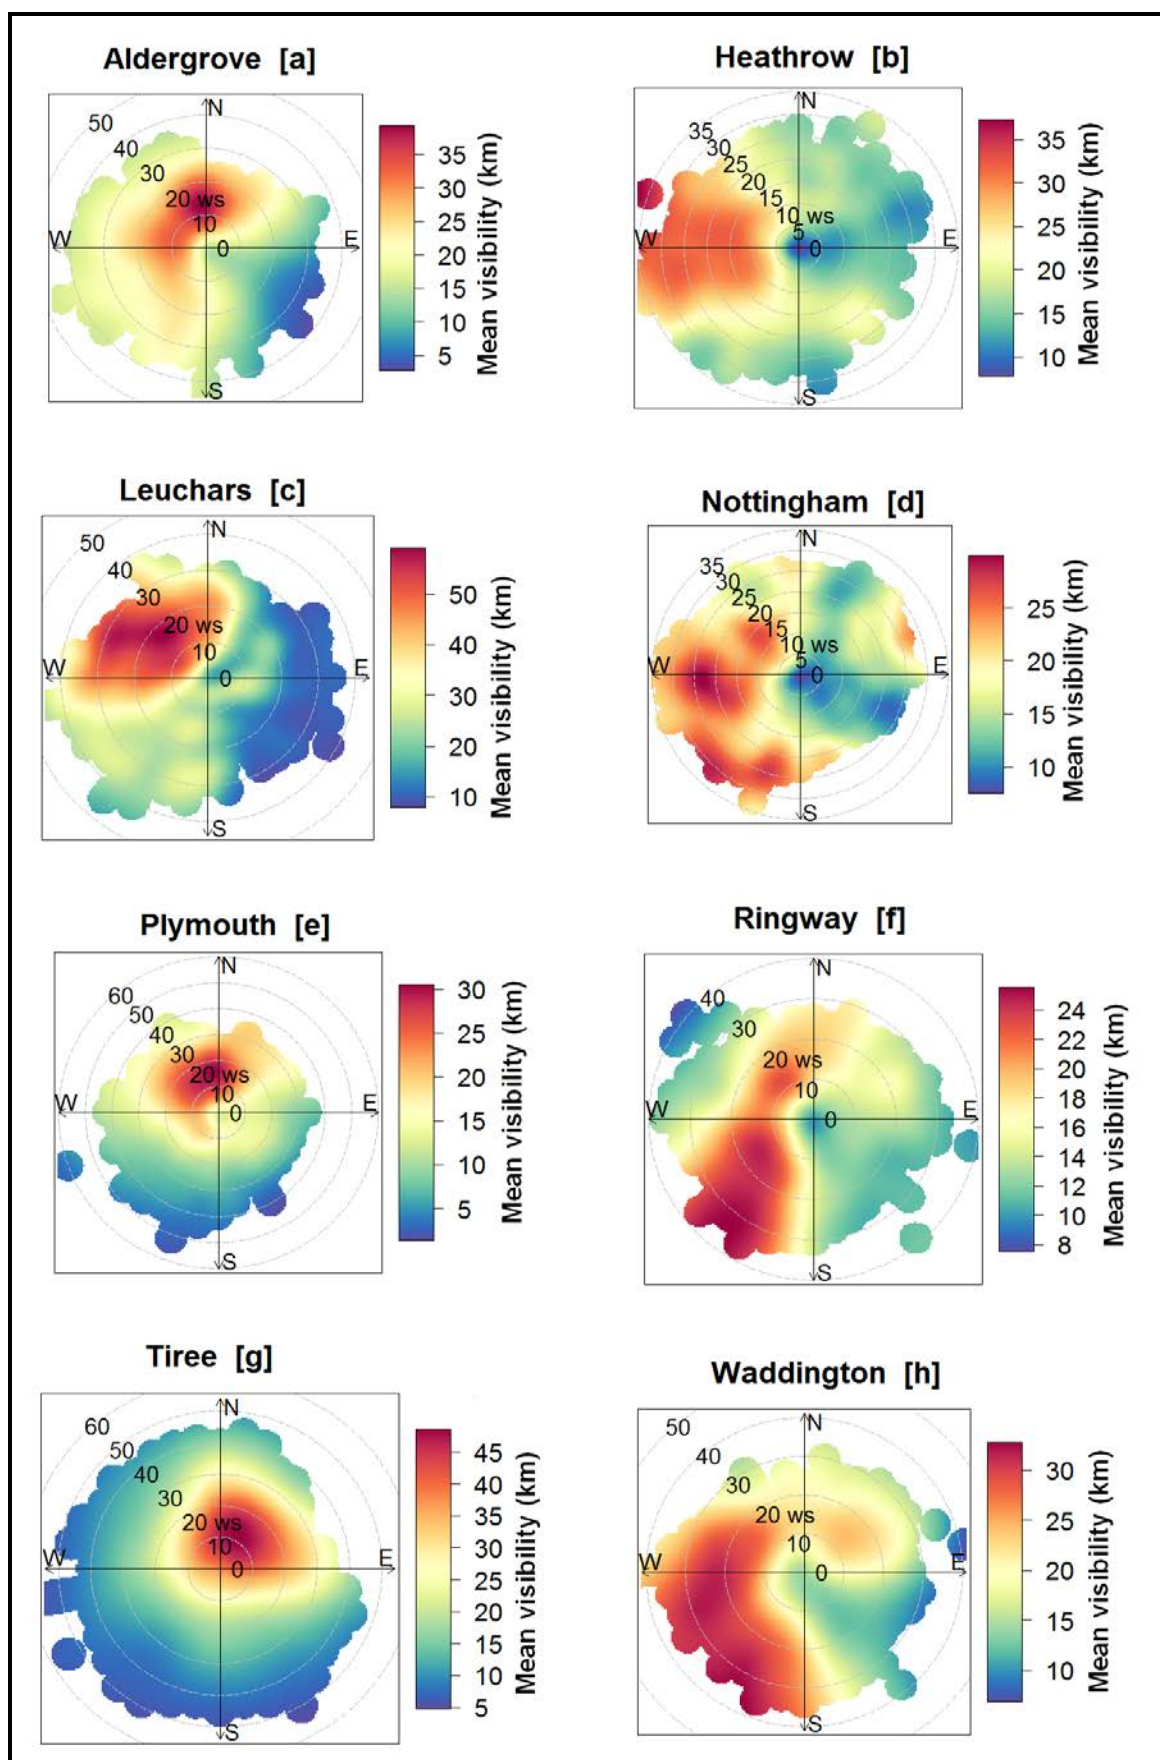 Aldergrove [a]
N
50
40
30
20 ws
10
0
W
E
S
35
30
25
20
15
10
5
Mean visibility (km)
Heathrow [b]
N
35
30
25
20
15
10 ws
5
0
W
E
S
35
30
25
20
15
10
Mean visibility (km)
Leuchars [c]
N
50
40
30
20 ws
10
0
W
E
S
50
40
30
20
10
Mean visibility (km)
Nottingham [d]
N
35
30
25
20
15
10 ws
5
0
W
E
S
25
20
15
10
Mean visibility (km)
Plymouth [e]
N
60
50
40
30
20 ws
10
0
W
E
S
30
25
20
15
10
5
Mean visibility (km)
Ringway [f]
N
40
30
20 ws
10
0
W
E
S
24
22
20
18
16
14
12
10
8
Mean visibility (km)
Tiree [g]
N
60
50
40
30
20 ws
10
0
W
E
S
45
40
35
30
25
20
15
10
5
Mean visibility (km)
Waddington [h]
N
50
40
30
20 ws
10
0
W
E
S
30
25
20
15
10
Mean visibility (km)